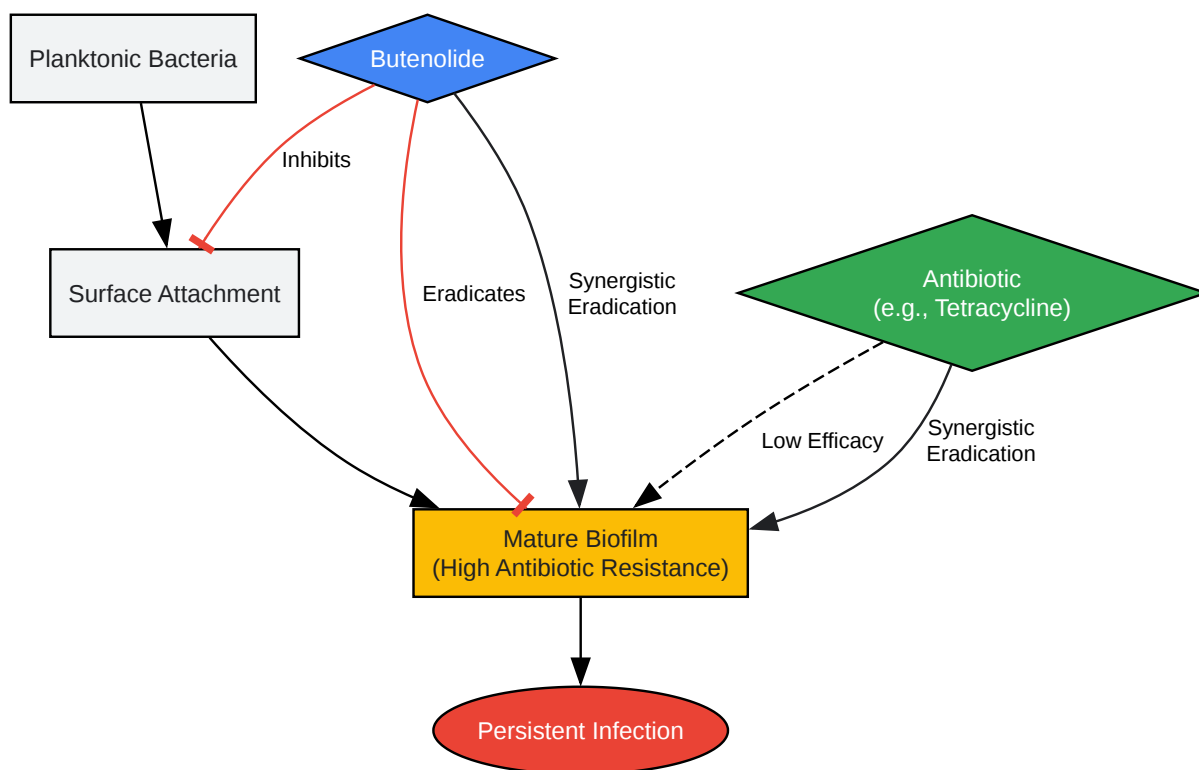 Planktonic Bacteria
Butenolide
Inhibits
Surface Attachment
Eradicates
Synergistic
Eradication
Antibiotic
(e.g., Tetracycline)
Low Efficacy
Synergistic
Eradication
Mature Biofilm
(High Antibiotic Resistance)
Persistent Infection